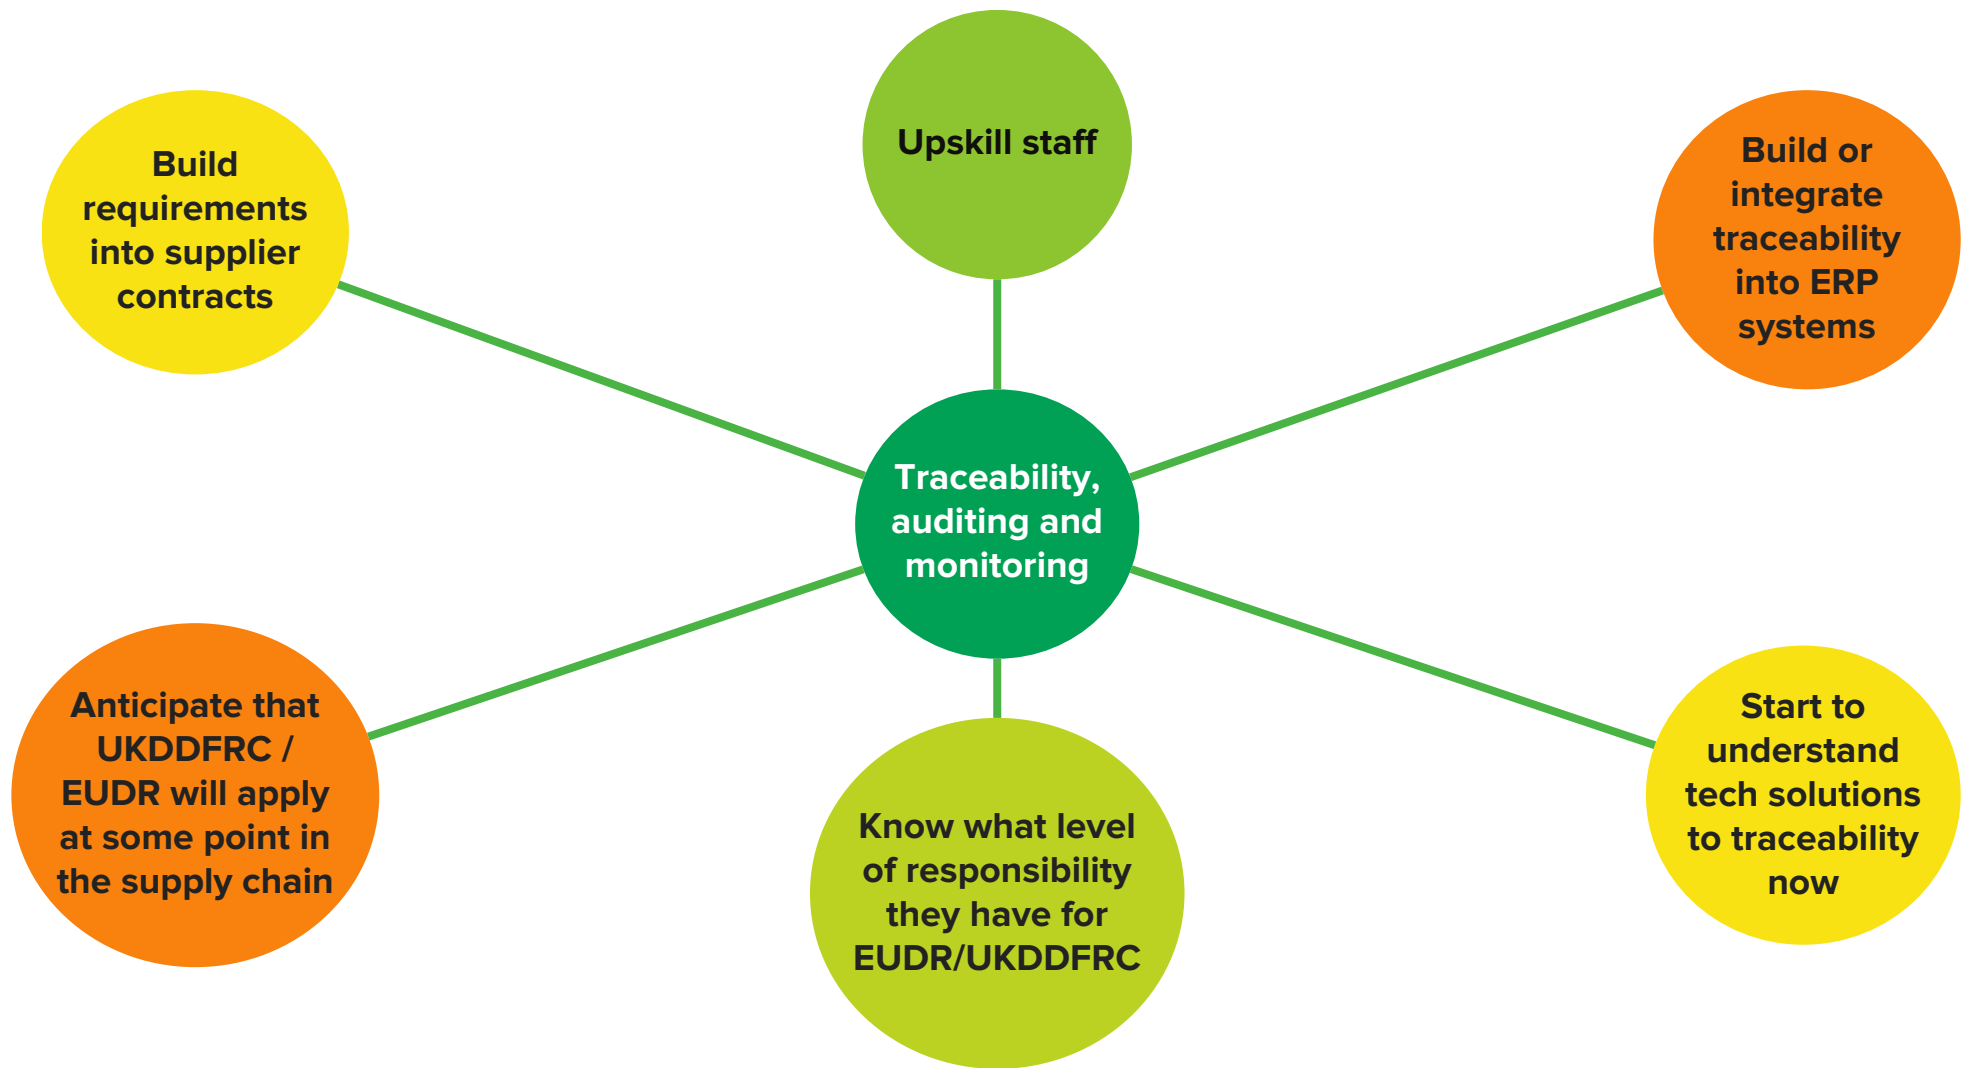 Upskill staff
Build
requirements
into supplier
contracts
Build or
integrate
traceability
into ERP
systems
Traceability,
auditing and
monitoring
Anticipate that
UKDDFRC /
EUDR will apply
at some point in
the supply chain
Know what level
of responsibility
they have for
EUDR/UKDDFRC
Start to
understand
tech solutions
to traceability
now